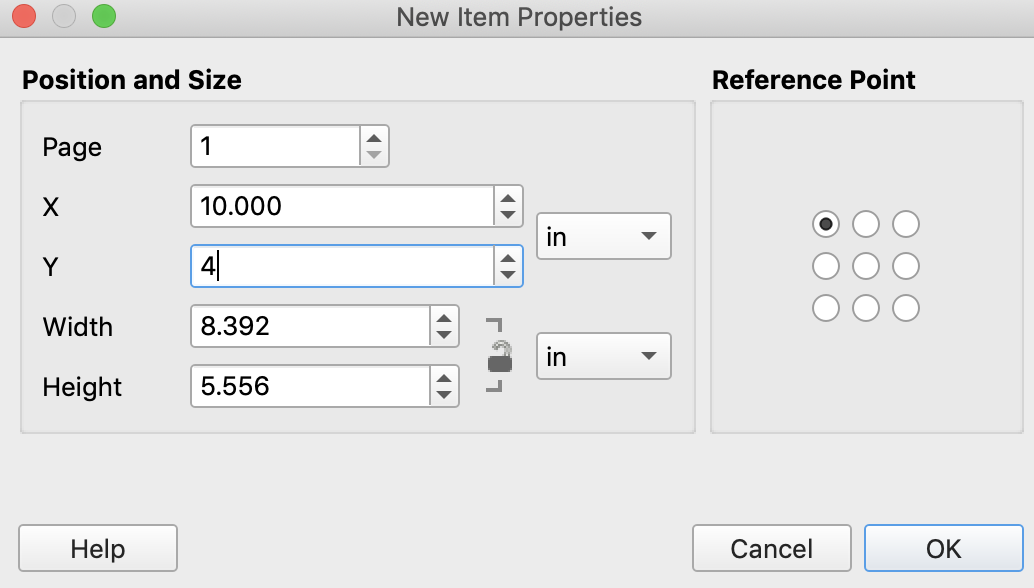 New Item Properties
Position and Size
Reference Point
Page 1
X 10.000
in
Y 4
Width 8.392
in
Height 5.556
Help Cancel OK